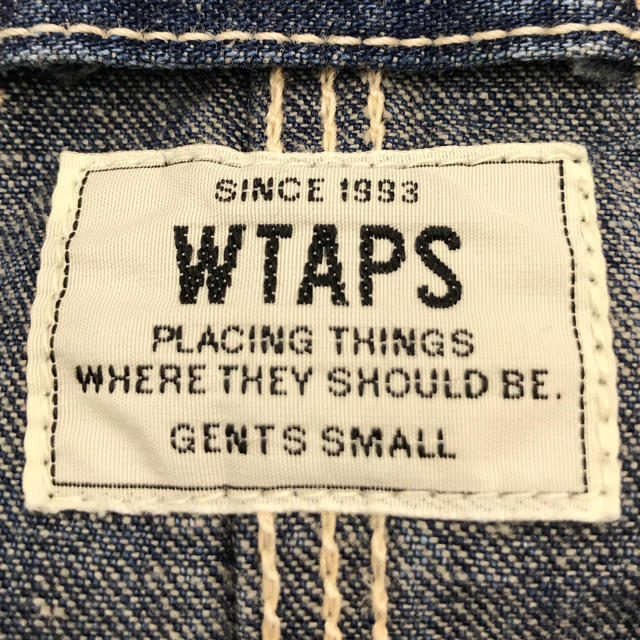 SINCE 1993
WTAPS
PLACING THINGS
WHERE THEY SHOULD BE.
GENTS SMALL